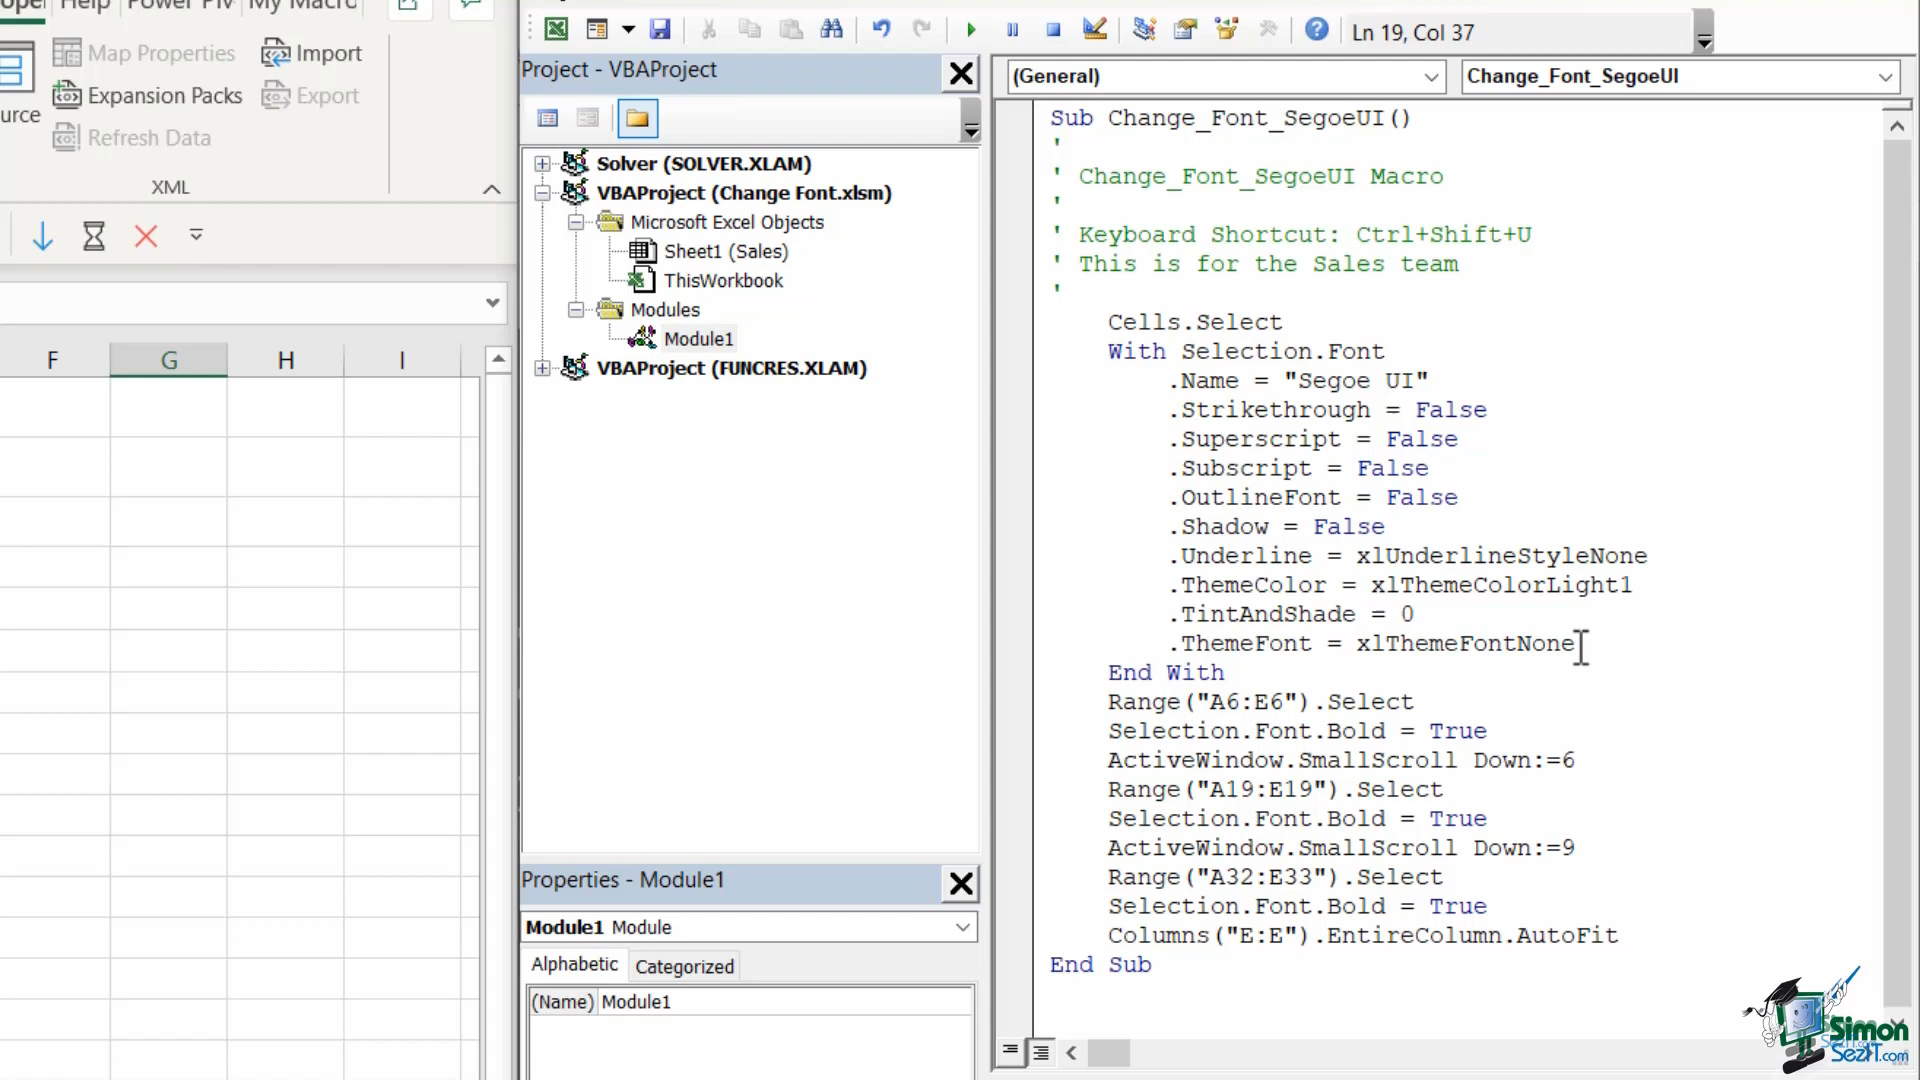 Help Power Piv My Macro
Map Properties Import
Expansion Packs Export
urce
Refresh Data
XML
F G H I
Ln 19, Col 37
Project - VBAProject
Solver (SOLVER.XLAM)
VBAProject (Change Font.xlsm)
Microsoft Excel Objects
Sheet1 (Sales)
ThisWorkbook
Modules
Module1
VBAProject (FUNCRES.XLAM)
Properties - Module1
Module1 Module
Alphabetic Categorized
(Name) Module1
(General) Change_Font_SegoeUI
Sub Change_Font_SegoeUI()
'
' Change_Font_SegoeUI Macro
'
' Keyboard Shortcut: Ctrl+Shift+U
' This is for the Sales team
'
Cells.Select
With Selection.Font
.Name = "Segoe UI"
.Strikethrough = False
.Superscript = False
.Subscript = False
.OutlineFont = False
.Shadow = False
.Underline = xlUnderlineStyleNone
.ThemeColor = xlThemeColorLight1
.TintAndShade = 0
.ThemeFont = xlThemeFontNone
End With
Range("A6:E6").Select
Selection.Font.Bold = True
ActiveWindow.SmallScroll Down:=6
Range("A19:E19").Select
Selection.Font.Bold = True
ActiveWindow.SmallScroll Down:=9
Range("A32:E33").Select
Selection.Font.Bold = True
Columns("E:E").EntireColumn.AutoFit
End Sub
Simon
SezIT.com